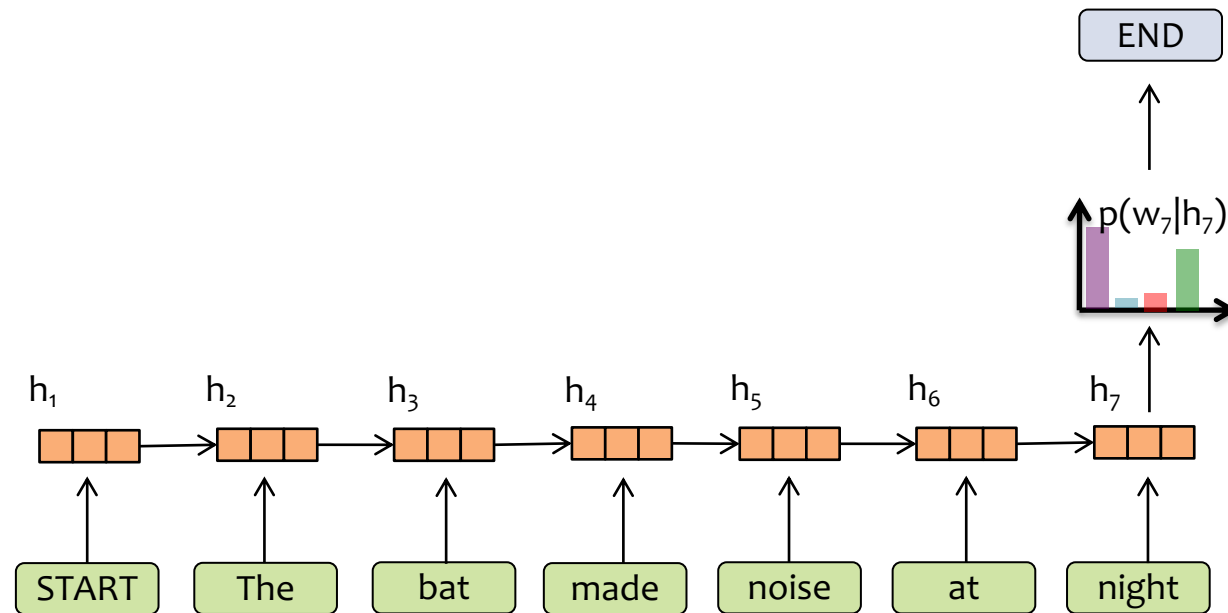 END
p(w₇|h₇)
h₁ h₂ h₃ h₄ h₅ h₆ h₇
START The bat made noise at night